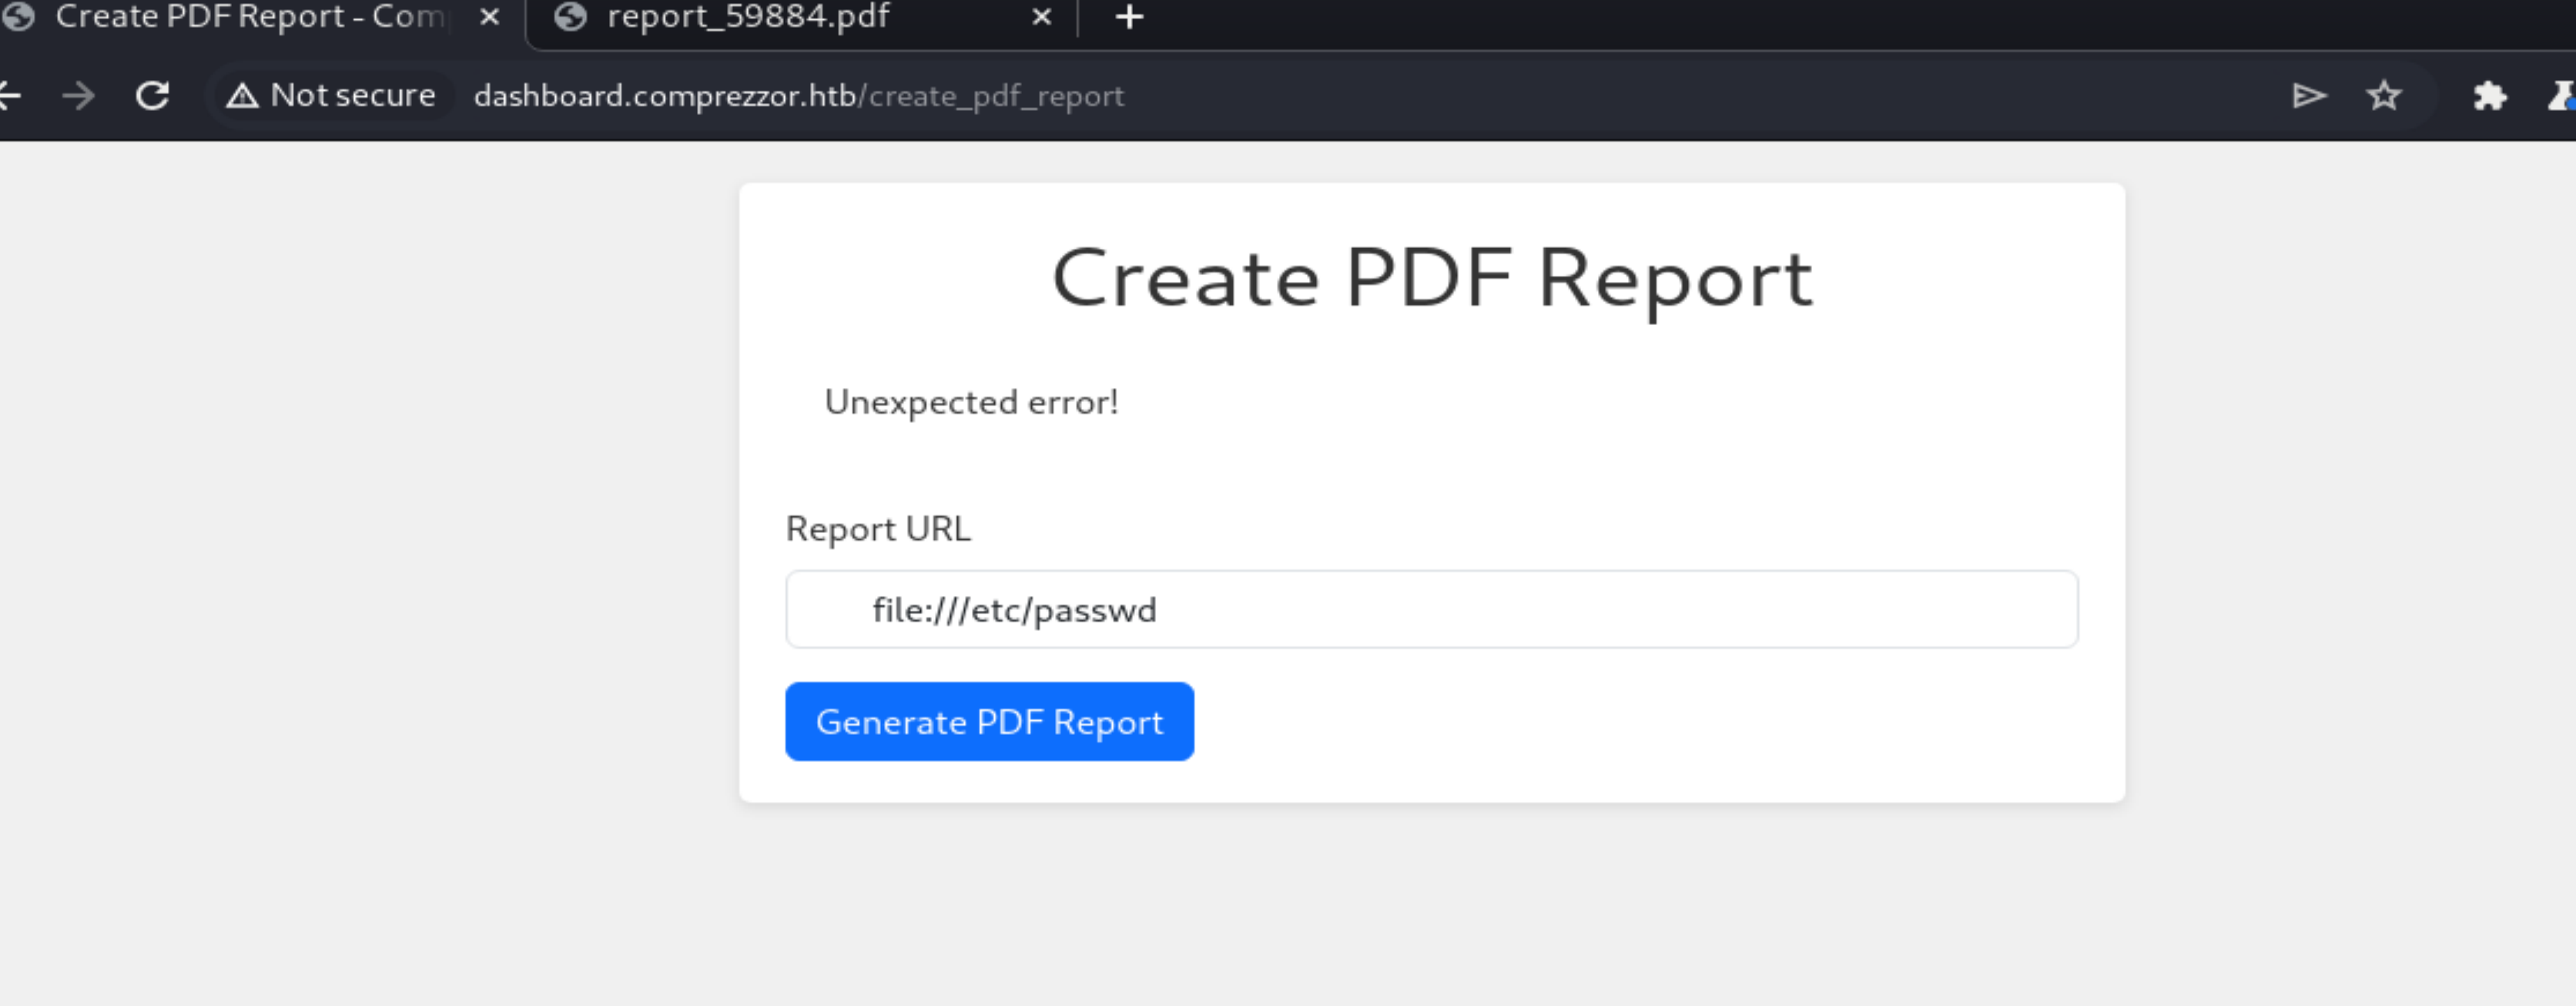 Create PDF Report - Com
report_59884.pdf
Not secure
dashboard.comprezzor.htb/create_pdf_report
Create PDF Report
Unexpected error!
Report URL
file:///etc/passwd
Generate PDF Report